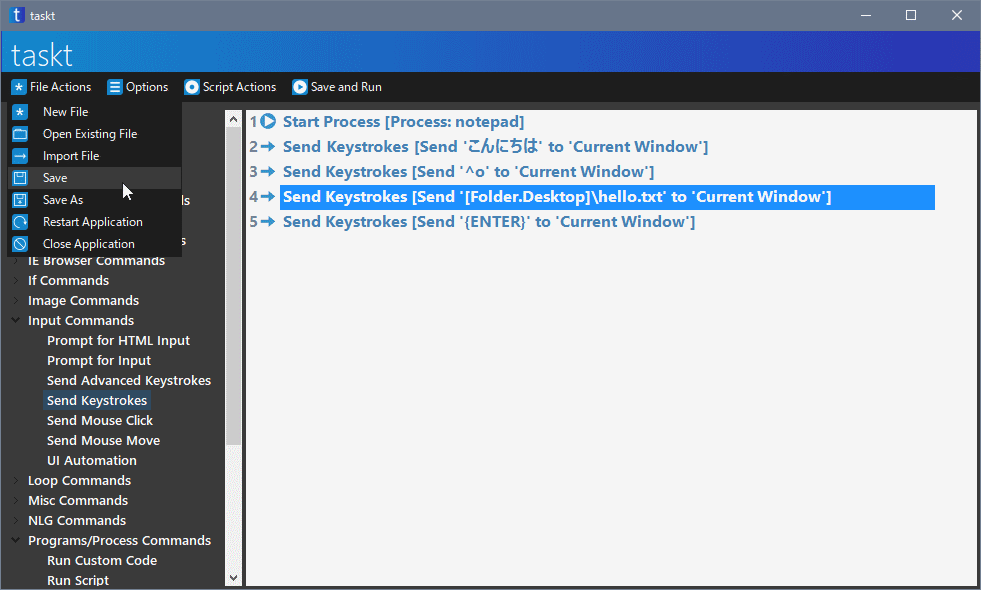 taskt
taskt
File Actions Options Script Actions Save and Run
New File
Open Existing File
Import File
Save
Save As
Restart Application
Close Application
IE Browser Commands
If Commands
Image Commands
Input Commands
Prompt for HTML Input
Prompt for Input
Send Advanced Keystrokes
Send Keystrokes
Send Mouse Click
Send Mouse Move
UI Automation
Loop Commands
Misc Commands
NLG Commands
Programs/Process Commands
Run Custom Code
Run Script
1 Start Process [Process: notepad]
2 Send Keystrokes [Send 'こんにちは' to 'Current Window']
3 Send Keystrokes [Send '^o' to 'Current Window']
4 Send Keystrokes [Send '[Folder.Desktop]\hello.txt' to 'Current Window']
5 Send Keystrokes [Send '{ENTER}' to 'Current Window']